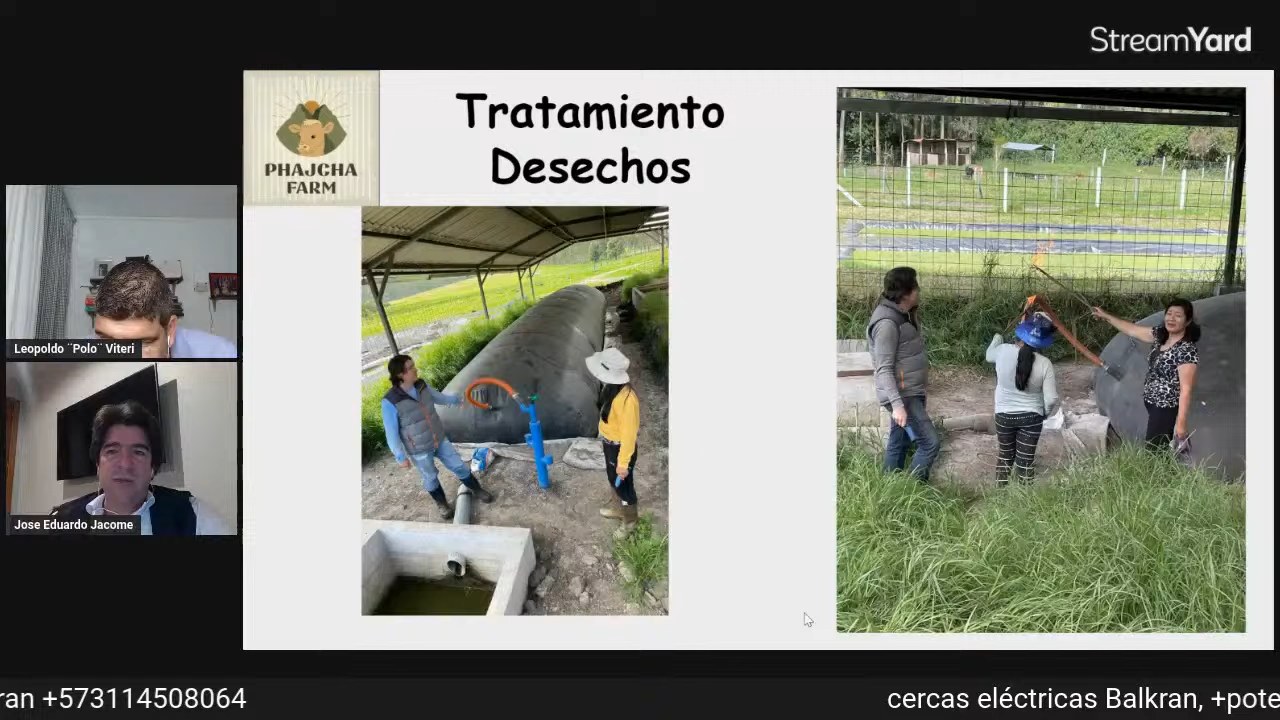 StreamYard
PHAJCHA
FARM
Tratamiento
Desechos
Leopoldo ¨Polo¨ Viteri
Jose Eduardo Jacome
ran +573114508064
cercas eléctricas Balkran, +pote